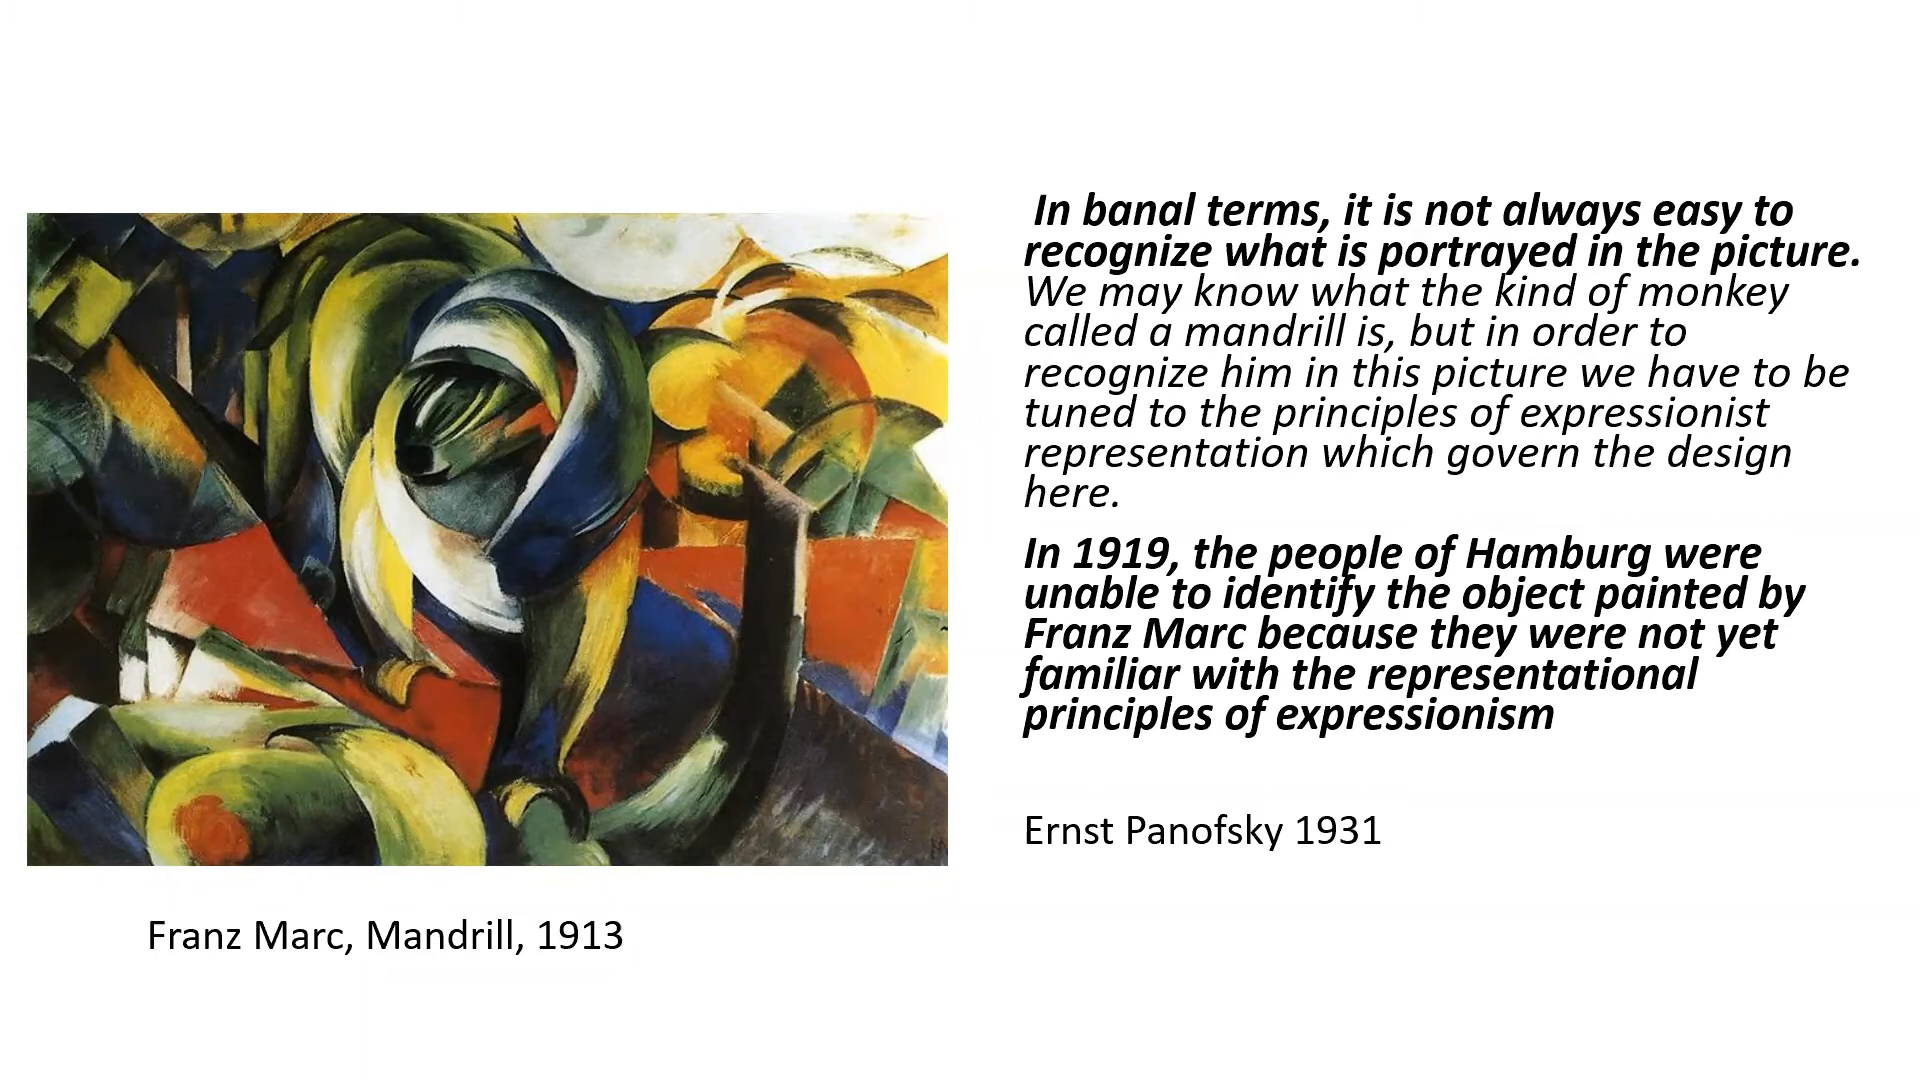 In banal terms, it is not always easy to
recognize what is portrayed in the picture.
We may know what the kind of monkey
called a mandrill is, but in order to
recognize him in this picture we have to be
tuned to the principles of expressionist
representation which govern the design
here.
In 1919, the people of Hamburg were
unable to identify the object painted by
Franz Marc because they were not yet
familiar with the representational
principles of expressionism
Ernst Panofsky 1931
Franz Marc, Mandrill, 1913